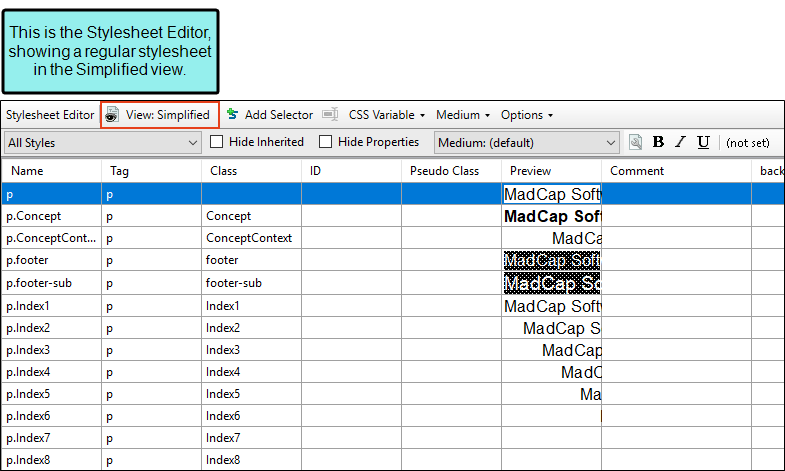 This is the Stylesheet Editor,
showing a regular stylesheet
in the Simplified view.
Stylesheet Editor View: Simplified Add Selector CSS Variable Medium Options
All Styles Hide Inherited Hide Properties Medium: (default) B I U (not set)
Name Tag Class ID Pseudo Class Preview Comment back
p p MadCap Soft
p.Concept p Concept MadCap Sof
p.ConceptCont... p ConceptContext MadCa
p.footer p footer MadCap Soft
p.footer-sub p footer-sub MadCap So
p.Index1 p Index1 MadCap Soft
p.Index2 p Index2 MadCap S
p.Index3 p Index3 MadCap
p.Index4 p Index4 MadC
p.Index5 p Index5 Ma
p.Index6 p Index6
p.Index7 p Index7
p.Index8 p Index8